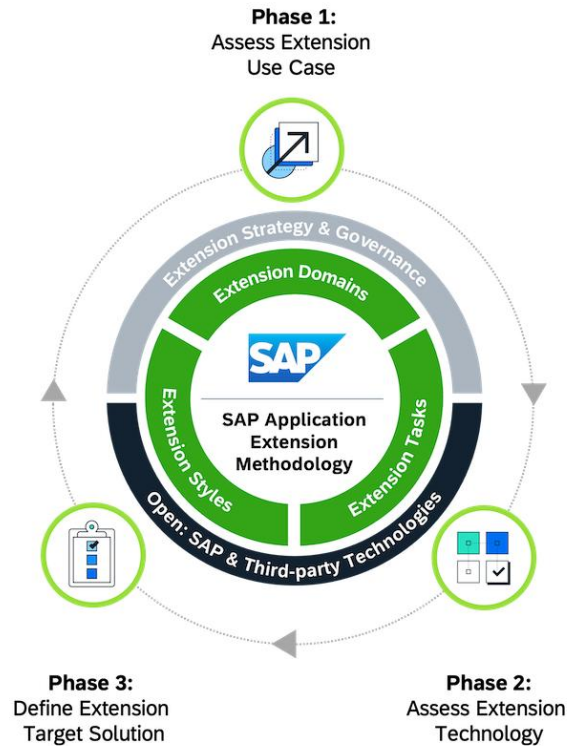 Phase 1:
Assess Extension
Use Case
Extension Strategy & Governance
Extension Domains
SAP
SAP Application
Extension
Methodology
Extension Styles
Extension Tasks
Open: SAP & Third-party Technologies
Phase 3:
Define Extension
Target Solution
Phase 2:
Assess Extension
Technology